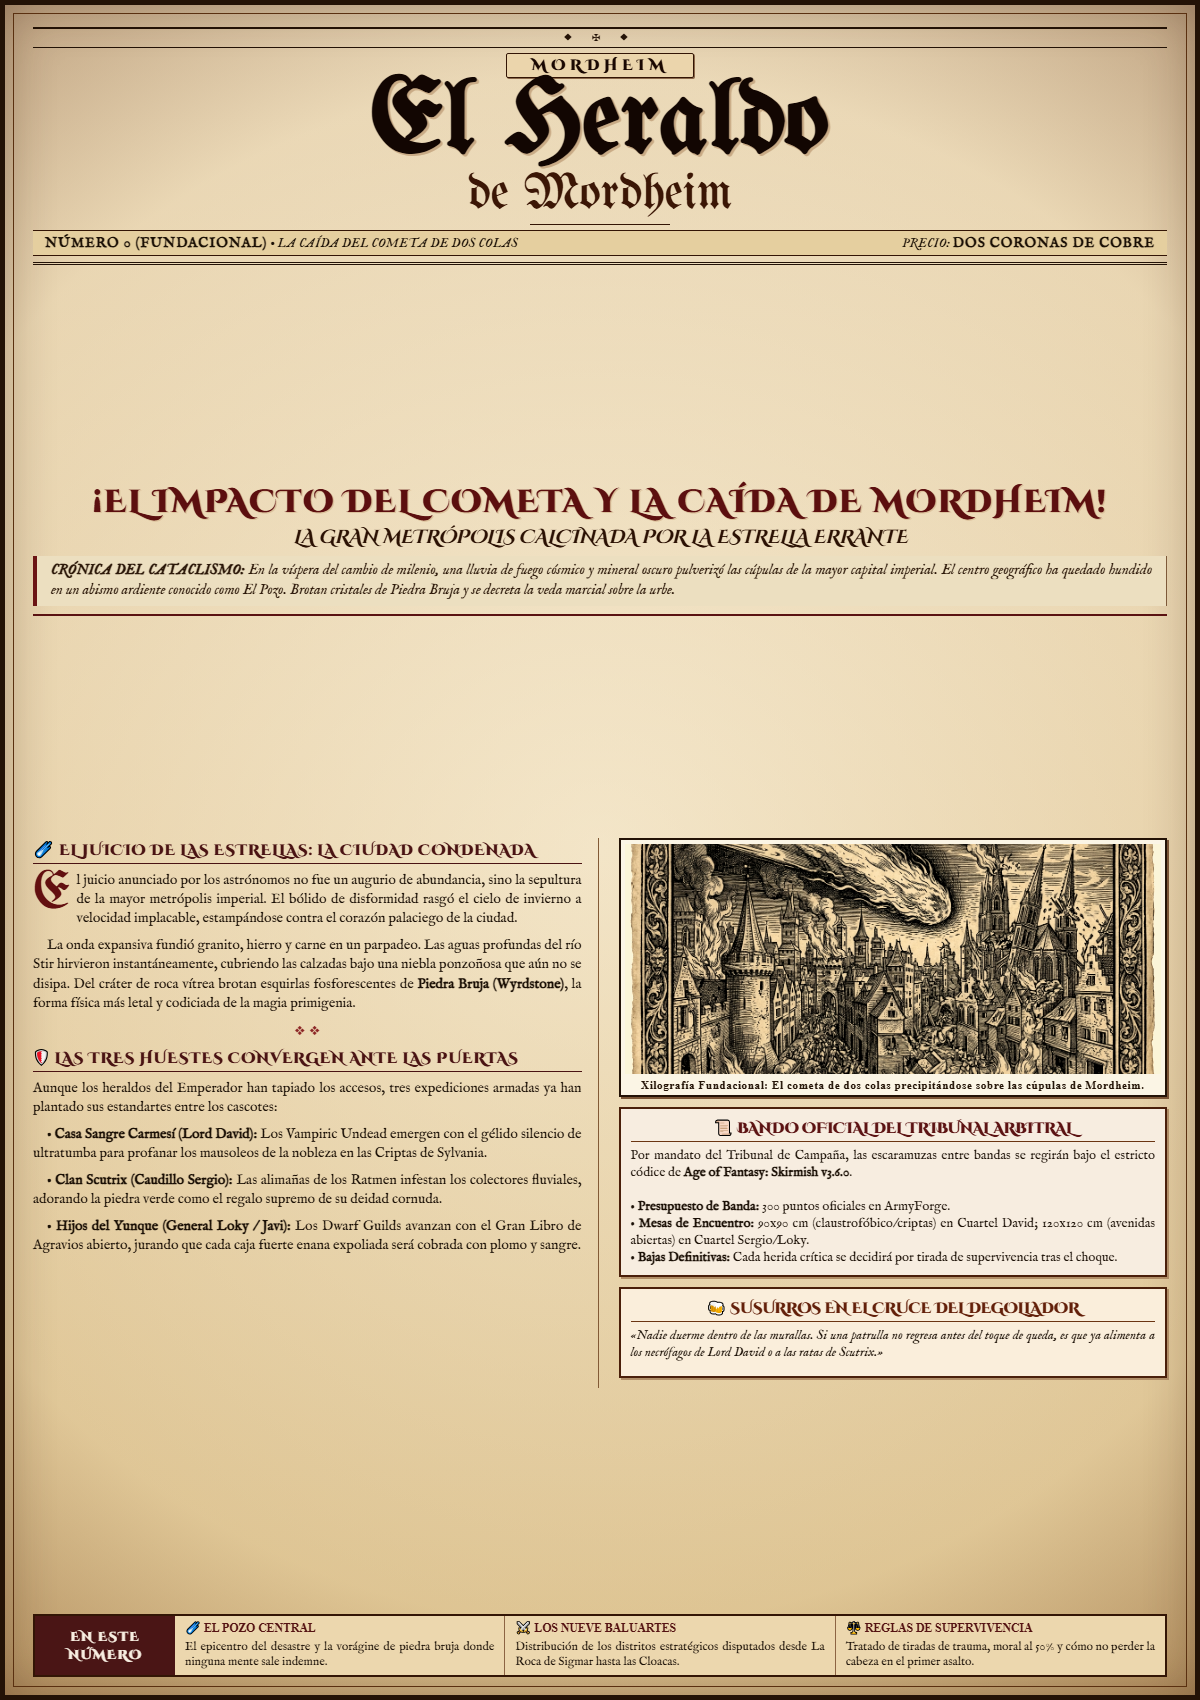 MORDHEIM
El Heraldo
de Mordheim
NÚMERO 0 (FUNDACIONAL) • LA CAÍDA DEL COMETA DE DOS COLAS
PRECIO: DOS CORONAS DE COBRE
¡EL IMPACTO DEL COMETA Y LA CAÍDA DE MORDHEIM!
LA GRAN METRÓPOLIS CALCINADA POR LA ESTRELLA ERRANTE
CRÓNICA DEL CATACLISMO: En la víspera del cambio de milenio, una lluvia de fuego cósmico y mineral oscuro pulverizó las cúpulas de la mayor capital imperial. El centro geográfico ha quedado hundido
en un abismo ardiente conocido como El Pozo. Brotan cristales de Piedra Bruja y se decreta la veda marcial sobre la urbe.
EL JUICIO DE LAS ESTRELLAS: LA CIUDAD CONDENADA
El juicio anunciado por los astrónomos no fue un augurio de abundancia, sino la sepultura
de la mayor metrópolis imperial. El bólido de disformidad rasgó el cielo de invierno a
velocidad implacable, estampándose contra el corazón palaciego de la ciudad.
La onda expansiva fundió granito, hierro y carne en un parpadeo. Las aguas profundas del río
Stir hirvieron instantáneamente, cubriendo las calzadas bajo una niebla ponzoñosa que aún no se
disipa. Del cráter de roca vítrea brotan esquirlas fosforescentes de Piedra Bruja (Wyrdstone), la
forma física más letal y codiciada de la magia primigenia.
LAS TRES HUESTES CONVERGEN ANTE LAS PUERTAS
Aunque los heraldos del Emperador han tapiado los accesos, tres expediciones armadas ya han
plantado sus estandartes entre los cascotes:
• Casa Sangre Carmesí (Lord David): Los Vampiric Undead emergen con el gélido silencio de
ultratumba para profanar los mausoleos de la nobleza en las Criptas de Sylvania.
• Clan Scutrix (Caudillo Sergio): Las alimañas de los Ratmen infestan los colectores fluviales,
adorando la piedra verde como el regalo supremo de su deidad cornuda.
• Hijos del Yunque (General Loky / Javi): Los Dwarf Guilds avanzan con el Gran Libro de
Agravios abierto, jurando que cada caja fuerte enana expoliada será cobrada con plomo y sangre.
Xilografía Fundacional: El cometa de dos colas precipitándose sobre las cúpulas de Mordheim.
BANDO OFICIAL DEL TRIBUNAL ARBITRAL
Por mandato del Tribunal de Campaña, las escaramuzas entre bandas se regirán bajo el estricto
códice de Age of Fantasy: Skirmish v3.6.0.
• Presupuesto de Banda: 300 puntos oficiales en ArmyForge.
• Mesas de Encuentro: 90x90 cm (claustrofóbico/criptas) en Cuartel David; 120x120 cm (avenidas
abiertas) en Cuartel Sergio/Loky.
• Bajas Definitivas: Cada herida crítica se decidirá por tirada de supervivencia tras el choque.
SUSURROS EN EL CRUCE DEL DEGOLLADOR
«Nadie duerme dentro de las murallas. Si una patrulla no regresa antes del toque de queda, es que ya alimenta a
los necrófagos de Lord David o a las ratas de Scutrix.»
EN ESTE
NÚMERO
EL POZO CENTRAL
El epicentro del desastre y la vorágine de piedra bruja donde
ninguna mente sale indemne.
LOS NUEVE BALUARTES
Distribución de los distritos estratégicos disputados desde La
Roca de Sigmar hasta las Cloacas.
REGLAS DE SUPERVIVENCIA
Tratado de tiradas de trauma, moral al 50% y cómo no perder la
cabeza en el primer asalto.